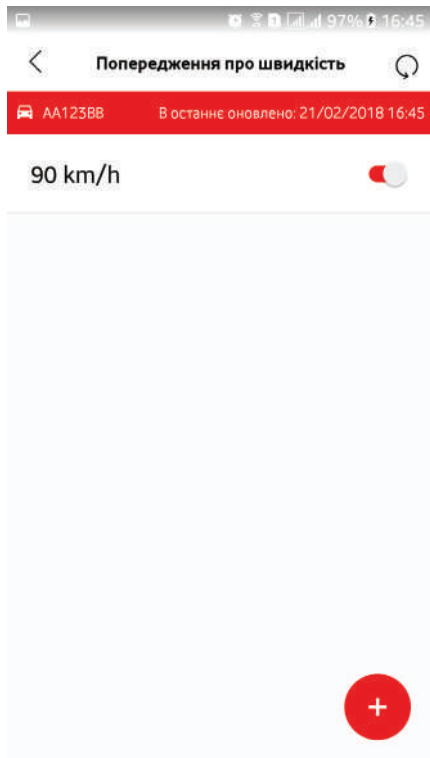 97% 16:45
Попередження про швидкість
AA123BB В останнє оновлено: 21/02/2018 16:45
90 km/h
+